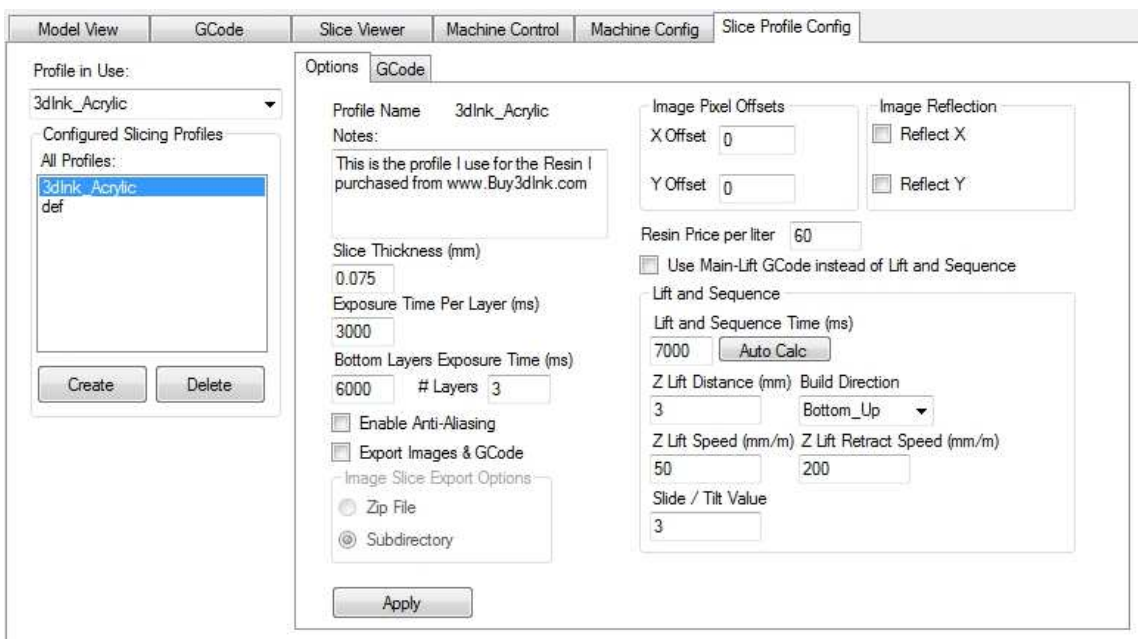 Model View GCode Slice Viewer Machine Control Machine Config Slice Profile Config
Profile in Use:
3dInk_Acrylic
Configured Slicing Profiles
All Profiles:
3dInk_Acrylic
def
Create Delete
Options GCode
Profile Name 3dInk_Acrylic
Notes:
This is the profile I use for the Resin I
purchased from www.Buy3dInk.com
Slice Thickness (mm)
0.075
Exposure Time Per Layer (ms)
3000
Bottom Layers Exposure Time (ms)
6000 # Layers 3
Enable Anti-Aliasing
Export Images & GCode
Image Slice Export Options
Zip File
Subdirectory
Apply
Image Pixel Offsets
X Offset 0
Y Offset 0
Image Reflection
Reflect X
Reflect Y
Resin Price per liter 60
Use Main-Lift GCode instead of Lift and Sequence
Lift and Sequence
Lift and Sequence Time (ms)
7000 Auto Calc
Z Lift Distance (mm) Build Direction
3 Bottom_Up
Z Lift Speed (mm/m) Z Lift Retract Speed (mm/m)
50 200
Slide / Tilt Value
3